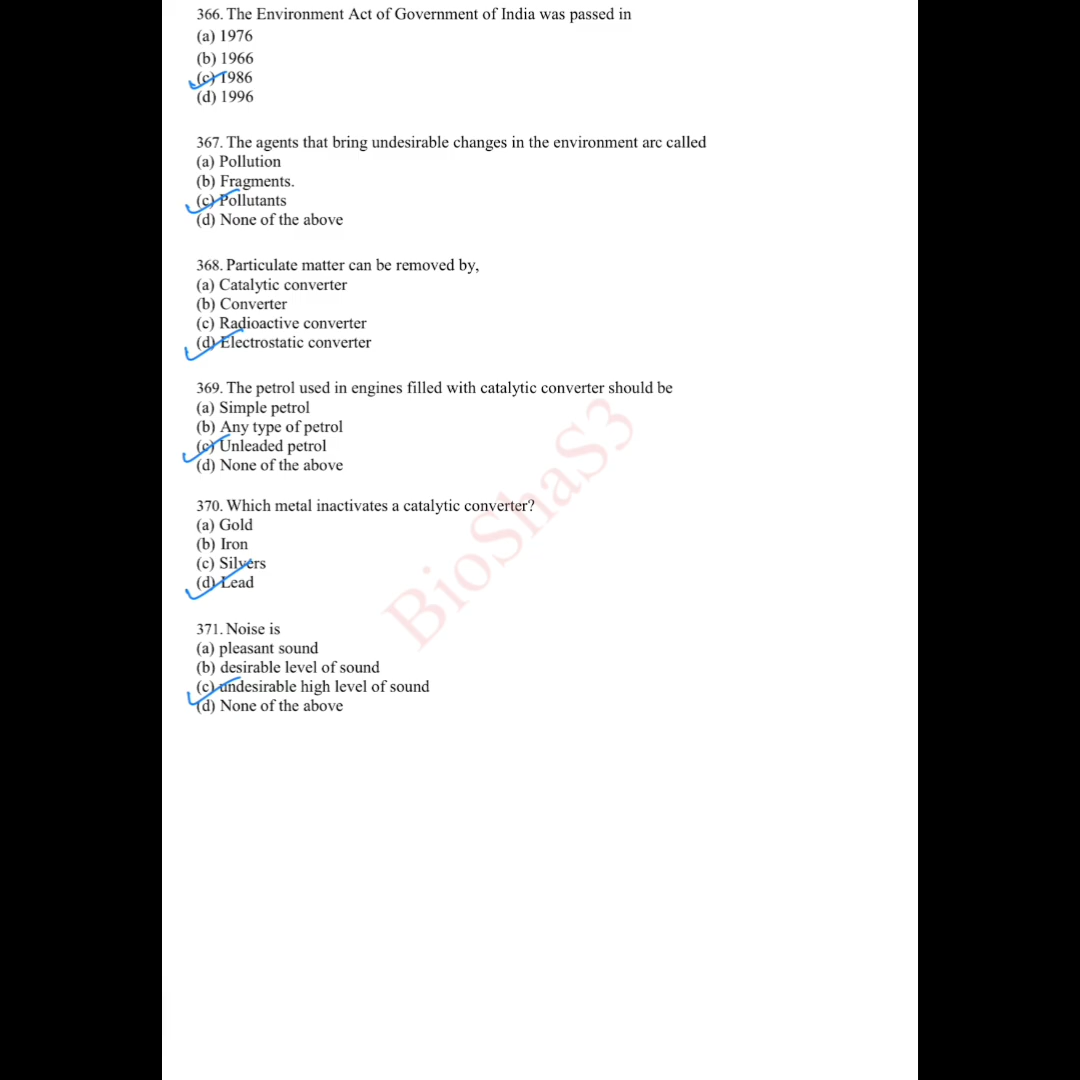 366. The Environment Act of Government of India was passed in
(a) 1976
(b) 1966
(c) 1986
(d) 1996
367. The agents that bring undesirable changes in the environment arc called
(a) Pollution
(b) Fragments.
(c) Pollutants
(d) None of the above
368. Particulate matter can be removed by,
(a) Catalytic converter
(b) Converter
(c) Radioactive converter
(d) Electrostatic converter
369. The petrol used in engines filled with catalytic converter should be
(a) Simple petrol
(b) Any type of petrol
(c) Unleaded petrol
(d) None of the above
370. Which metal inactivates a catalytic converter?
(a) Gold
(b) Iron
(c) Silvers
(d) Lead
371. Noise is
(a) pleasant sound
(b) desirable level of sound
(c) undesirable high level of sound
(d) None of the above
BioShaS3